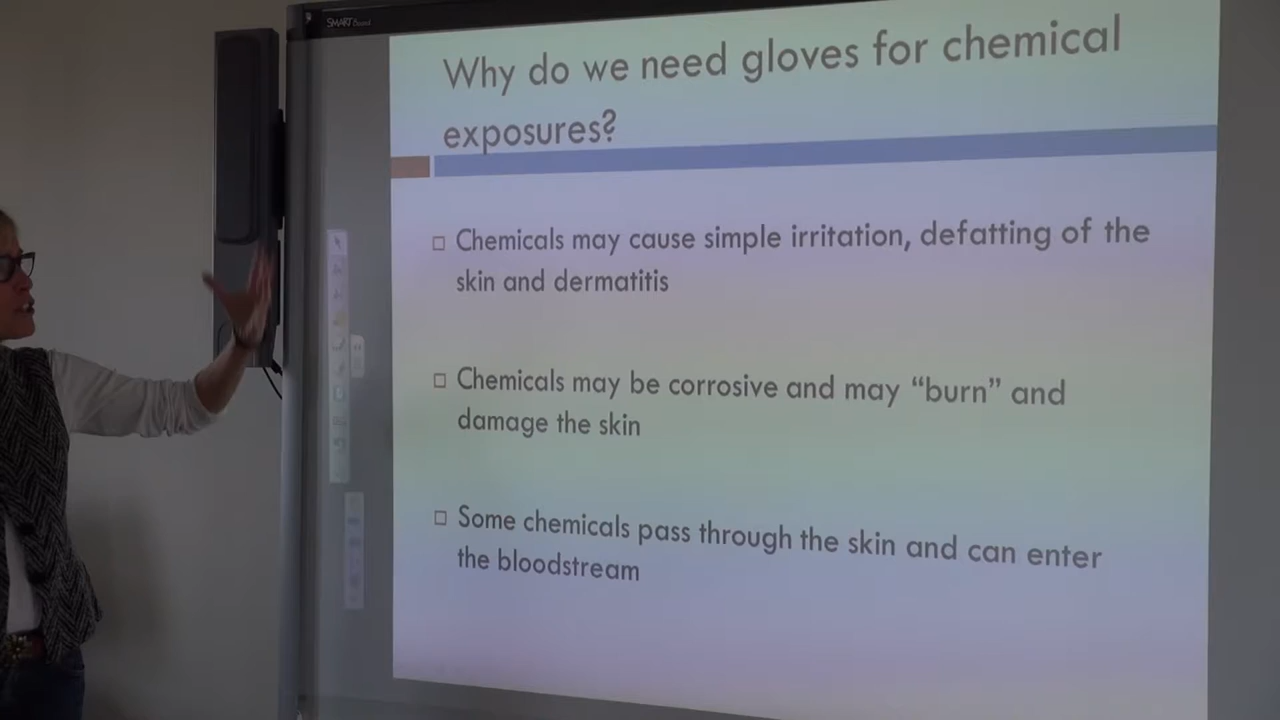 SMART Board
Why do we need gloves for chemical
exposures?
Chemicals may cause simple irritation, defatting of the
skin and dermatitis
Chemicals may be corrosive and may “burn” and
damage the skin
Some chemicals pass through the skin and can enter
the bloodstream